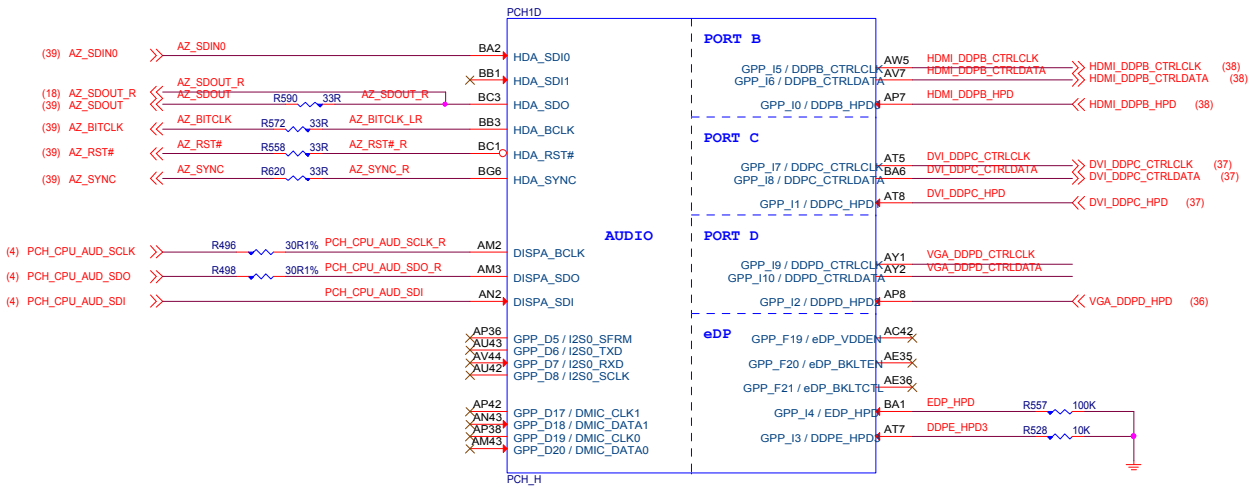 PCH1D
(39) AZ_SDIN0 AZ_SDIN0 BA2 HDA_SDI0
BB1 HDA_SDI1
(18) AZ_SDOUT_R AZ_SDOUT_R
(39) AZ_SDOUT AZ_SDOUT R590 33R AZ_SDOUT_R BC3 HDA_SDO
(39) AZ_BITCLK AZ_BITCLK R572 33R AZ_BITCLK_LR BB3 HDA_BCLK
(39) AZ_RST# AZ_RST# R558 33R AZ_RST#_R BC1 HDA_RST#
(39) AZ_SYNC AZ_SYNC R620 33R AZ_SYNC_R BG6 HDA_SYNC
AUDIO
(4) PCH_CPU_AUD_SCLK R496 30R1% PCH_CPU_AUD_SCLK_R AM2 DISPA_BCLK
(4) PCH_CPU_AUD_SDO R498 30R1% PCH_CPU_AUD_SDO_R AM3 DISPA_SDO
(4) PCH_CPU_AUD_SDI PCH_CPU_AUD_SDI AN2 DISPA_SDI
AP36 GPP_D5 / I2S0_SFRM
AU43 GPP_D6 / I2S0_TXD
AV44 GPP_D7 / I2S0_RXD
AU42 GPP_D8 / I2S0_SCLK
AP42 GPP_D17 / DMIC_CLK1
AN43 GPP_D18 / DMIC_DATA1
AP38 GPP_D19 / DMIC_CLK0
AM43 GPP_D20 / DMIC_DATA0
PORT B
GPP_I5 / DDPB_CTRLCLK AW5 HDMI_DDPB_CTRLCLK HDMI_DDPB_CTRLCLK (38)
GPP_I6 / DDPB_CTRLDATA AV7 HDMI_DDPB_CTRLDATA HDMI_DDPB_CTRLDATA (38)
GPP_I0 / DDPB_HPD0 AP7 HDMI_DDPB_HPD HDMI_DDPB_HPD (38)
PORT C
GPP_I7 / DDPC_CTRLCLK AT5 DVI_DDPC_CTRLCLK DVI_DDPC_CTRLCLK (37)
GPP_I8 / DDPC_CTRLDATA BA6 DVI_DDPC_CTRLDATA DVI_DDPC_CTRLDATA (37)
GPP_I1 / DDPC_HPD1 AT8 DVI_DDPC_HPD DVI_DDPC_HPD (37)
PORT D
GPP_I9 / DDPD_CTRLCLK AY1 VGA_DDPD_CTRLCLK
GPP_I10 / DDPD_CTRLDATA AY2 VGA_DDPD_CTRLDATA
GPP_I2 / DDPD_HPD2 AP8 VGA_DDPD_HPD (36)
eDP
GPP_F19 / eDP_VDDEN AC42
GPP_F20 / eDP_BKLTEN AE35
GPP_F21 / eDP_BKLTCTL AE36
GPP_I4 / EDP_HPD BA1 EDP_HPD R557 100K
GPP_I3 / DDPE_HPD3 AT7 DDPE_HPD3 R528 10K
PCH_H